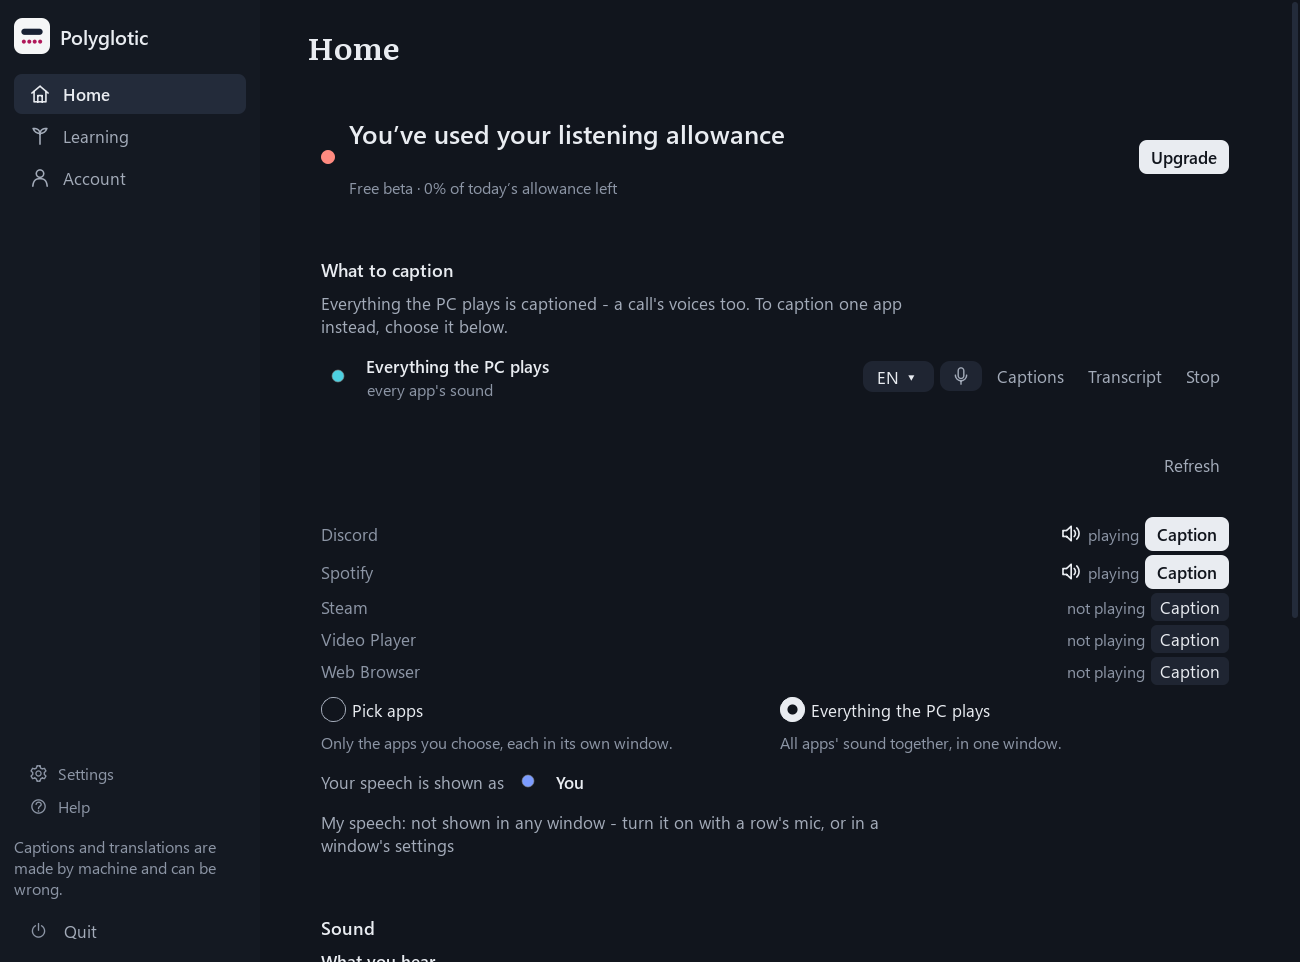 Polyglotic
Home
Learning
Account
Settings
Help
Captions and translations are
made by machine and can be
wrong.
Quit
Home
You’ve used your listening allowance
Free beta · 0% of today’s allowance left
Upgrade
What to caption
Everything the PC plays is captioned - a call's voices too. To caption one app
instead, choose it below.
Everything the PC plays
every app's sound
EN
Captions
Transcript
Stop
Refresh
Discord
playing
Caption
Spotify
playing
Caption
Steam
not playing
Caption
Video Player
not playing
Caption
Web Browser
not playing
Caption
Pick apps
Only the apps you choose, each in its own window.
Everything the PC plays
All apps' sound together, in one window.
Your speech is shown as
You
My speech: not shown in any window - turn it on with a row's mic, or in a
window's settings
Sound
What you hear